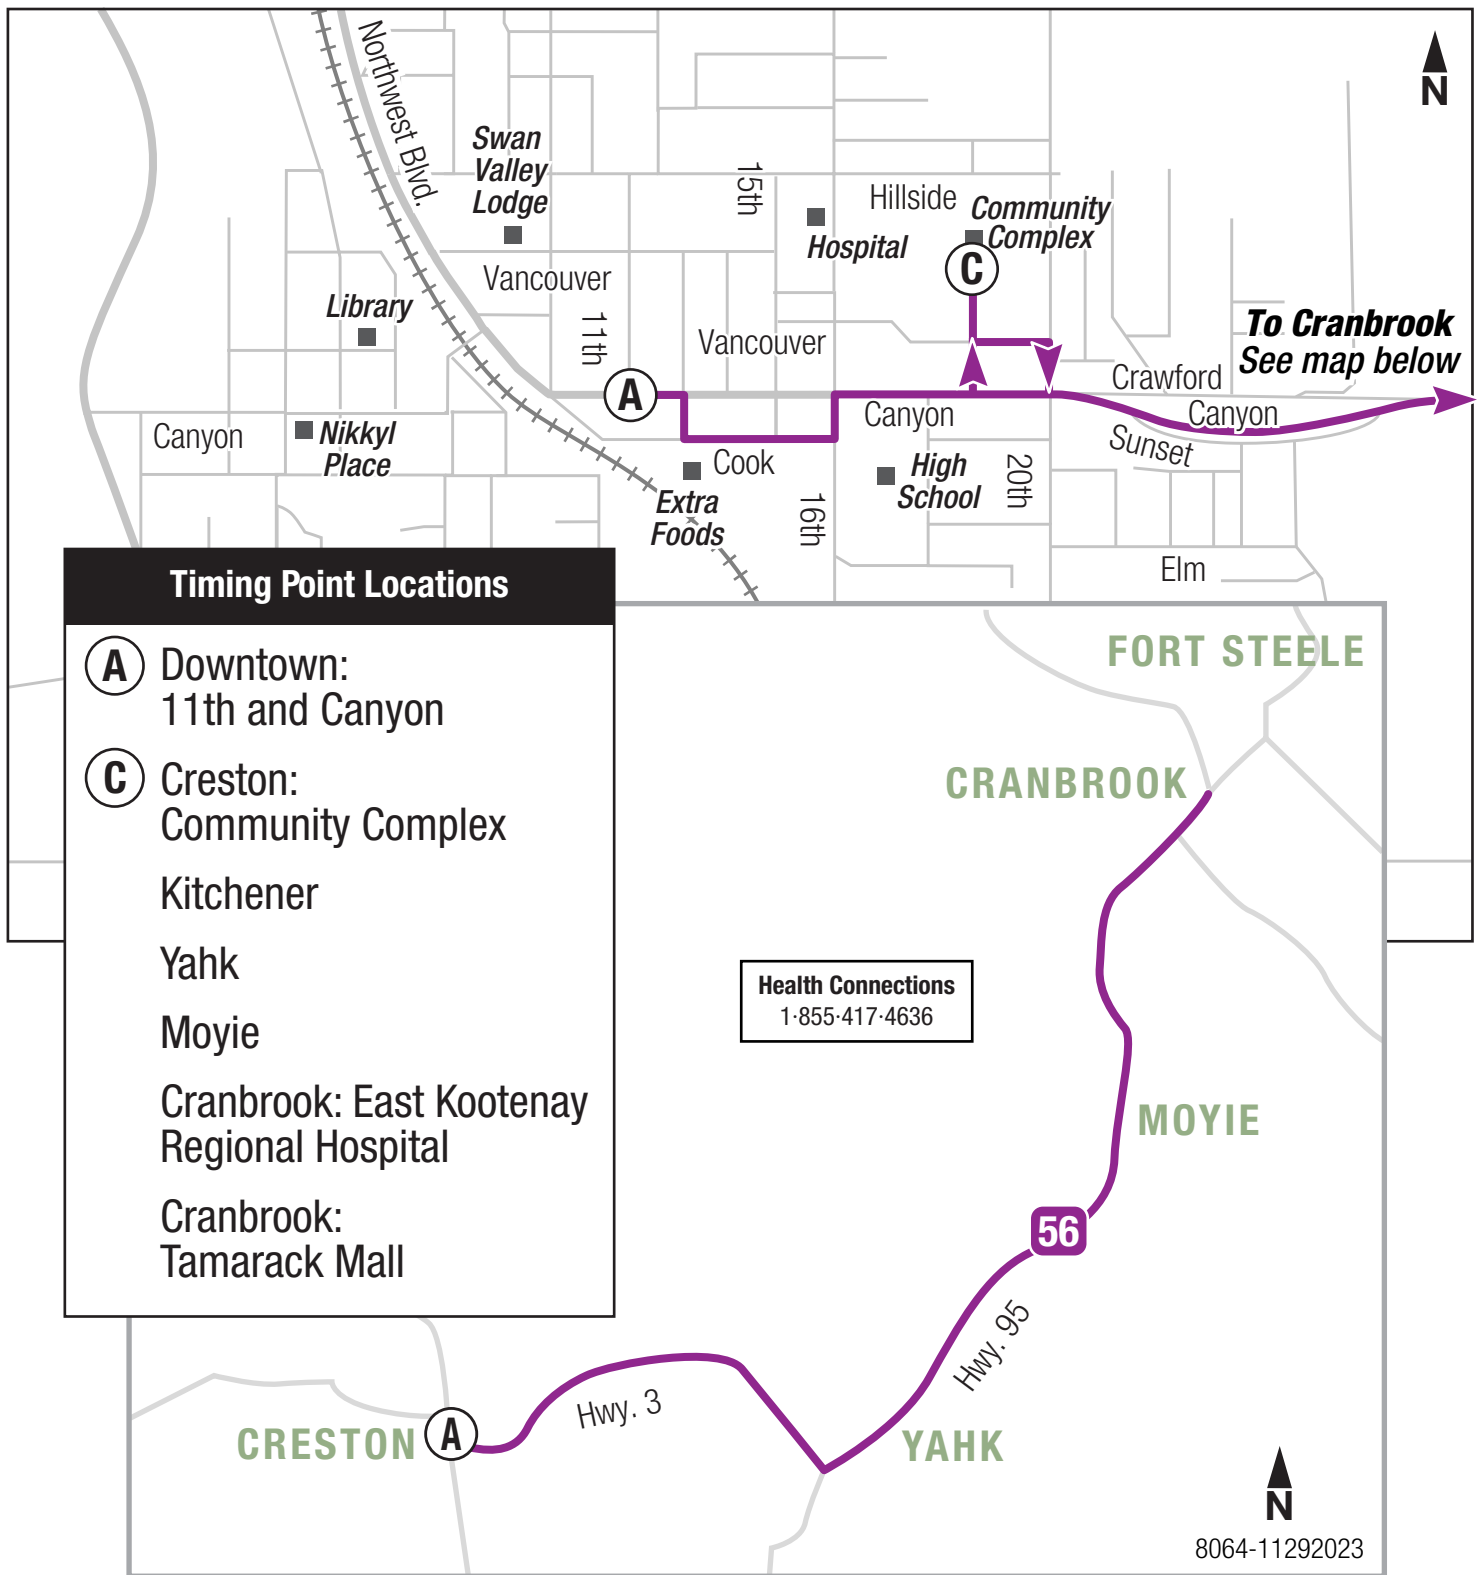 N
Northwest Blvd.
Swan
Valley
Lodge
15th
Hillside
Community
Complex
Hospital
C
Vancouver
Library
11th
Vancouver
To Cranbrook
See map below
Crawford
A
Canyon
Canyon
Sunset
Canyon
Nikkyl
Place
Cook
High
School
20th
Extra
Foods
16th
Elm
Timing Point Locations
A Downtown:
11th and Canyon
C Creston:
Community Complex
Kitchener
Yahk
Moyie
Cranbrook: East Kootenay
Regional Hospital
Cranbrook:
Tamarack Mall
FORT STEELE
CRANBROOK
Health Connections
1·855·417·4636
MOYIE
56
Hwy. 95
Hwy. 3
CRESTON
A
YAHK
N
8064-11292023